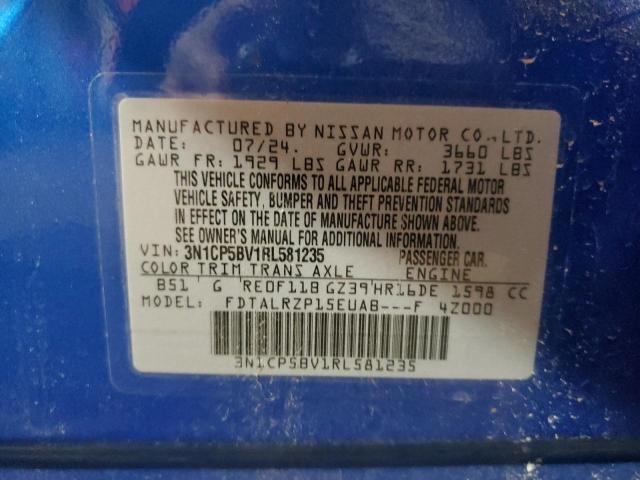 MANUFACTURED BY NISSAN MOTOR CO.,LTD.
DATE: 07/24. GVWR: 3660 LBS
GAWR FR: 1929 LBS GAWR RR: 1731 LBS
THIS VEHICLE CONFORMS TO ALL APPLICABLE FEDERAL MOTOR
VEHICLE SAFETY, BUMPER AND THEFT PREVENTION STANDARDS
IN EFFECT ON THE DATE OF MANUFACTURE SHOWN ABOVE.
SEE OWNER'S MANUAL FOR ADDITIONAL INFORMATION.
VIN: 3N1CP5BV1RL581235 PASSENGER CAR.
COLOR TRIM TRANS AXLE ENGINE
B51 G RE0F11B GZ39 HR16DE 1598 CC
MODEL: FDTALRZP15EUAB---F 4Z000
3N1CP5BV1RL581235